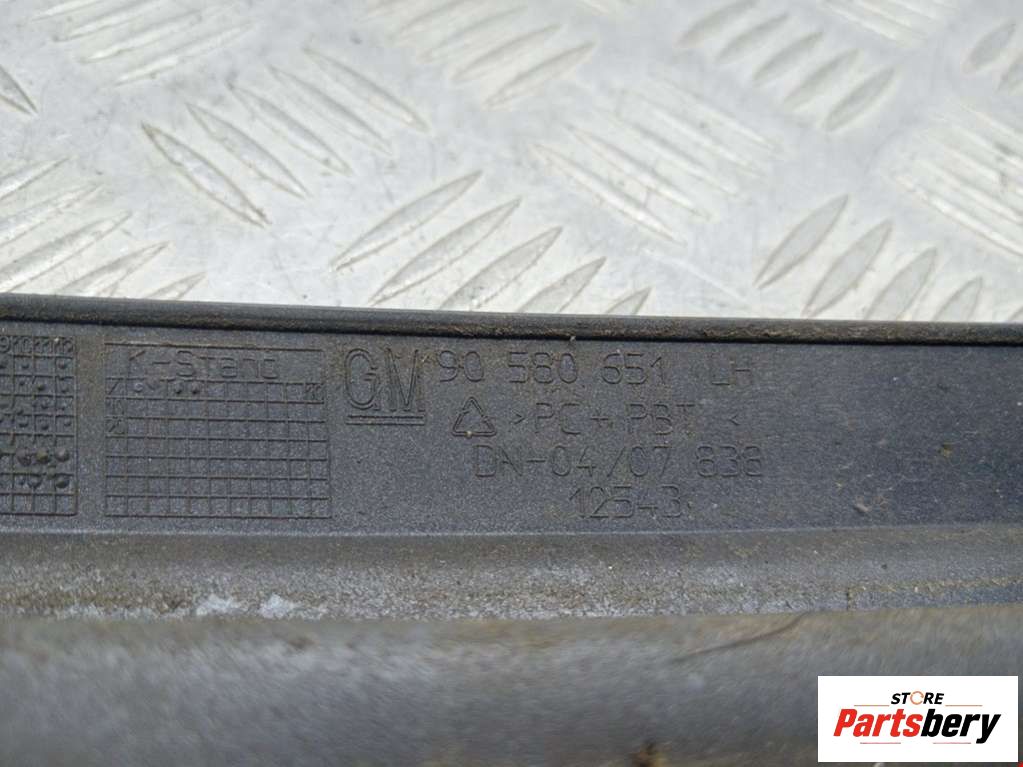 K-Stand
GM 90 580 651 LH
>PC+PBT<
DN-04/07 838
12543
STORE
Partsbery